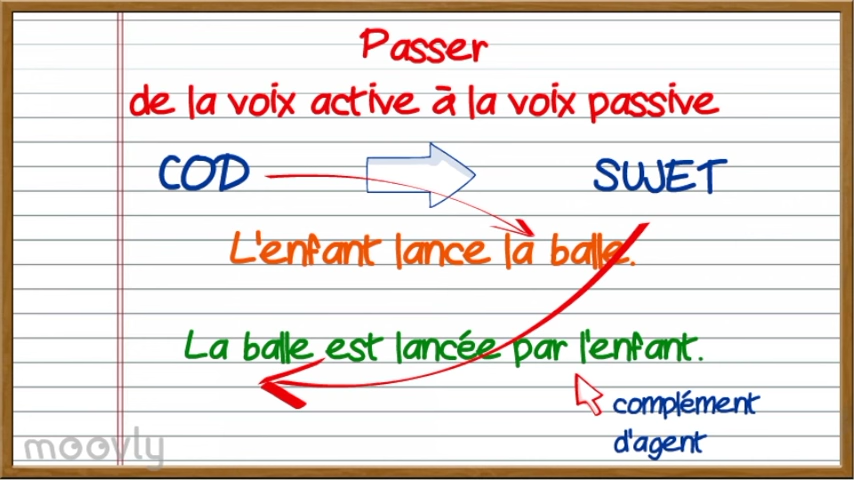 Passer
de la voix active à la voix passive
COD
SUJET
L'enfant lance la balle.
La balle est lancée par l'enfant.
complément
d'agent
moovly